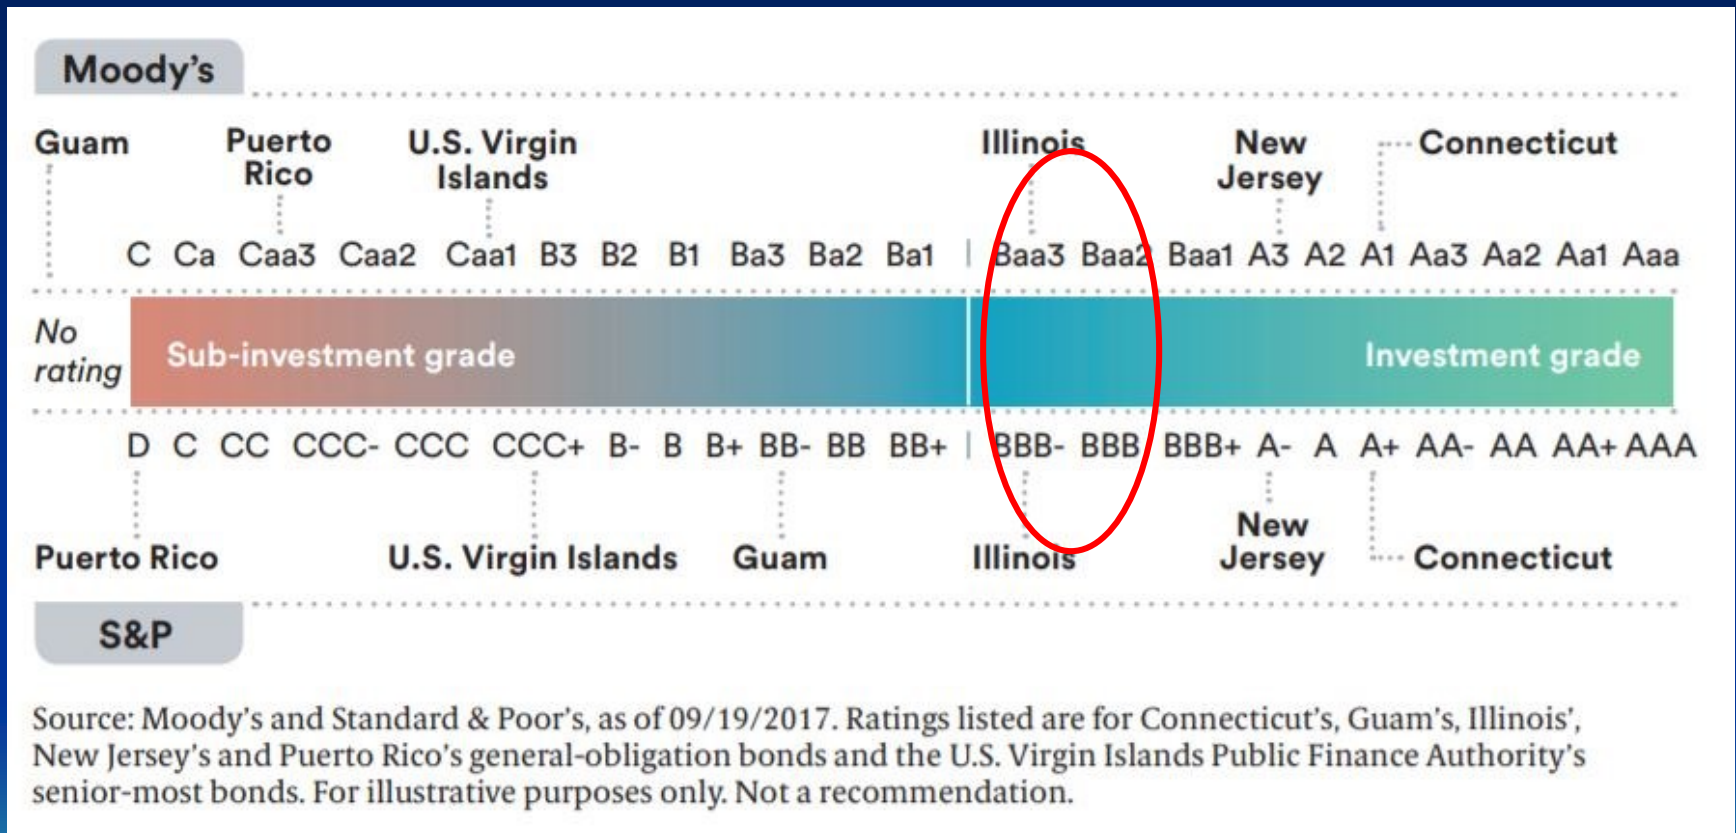 Moody's
Guam Puerto Rico U.S. Virgin Islands Illinois New Jersey Connecticut
C Ca Caa3 Caa2 Caa1 B3 B2 B1 Ba3 Ba2 Ba1 | Baa3 Baa2 Baa1 A3 A2 A1 Aa3 Aa2 Aa1 Aaa
No rating Sub-investment grade Investment grade
D C CC CCC- CCC CCC+ B- B B+ BB- BB BB+ | BBB- BBB BBB+ A- A A+ AA- AA AA+ AAA
Puerto Rico U.S. Virgin Islands Guam Illinois New Jersey Connecticut
S&P
Source: Moody's and Standard & Poor's, as of 09/19/2017. Ratings listed are for Connecticut's, Guam's, Illinois',
New Jersey's and Puerto Rico's general-obligation bonds and the U.S. Virgin Islands Public Finance Authority's
senior-most bonds. For illustrative purposes only. Not a recommendation.